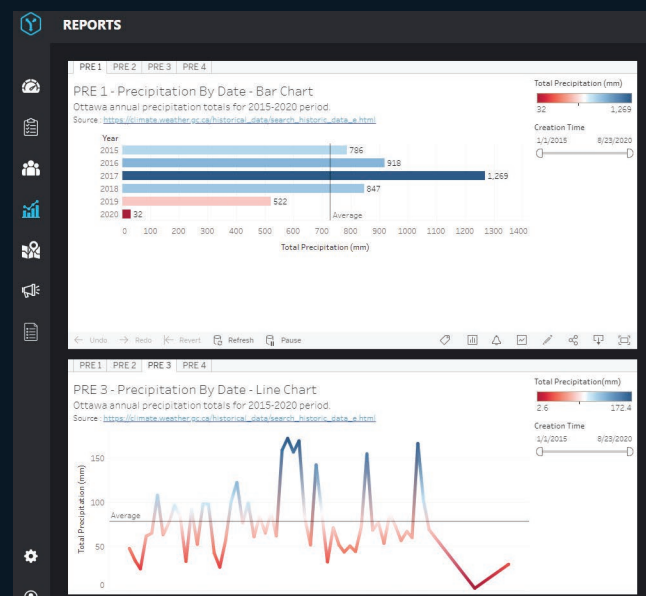 REPORTS
PRE 1 PRE 2 PRE 3 PRE 4
PRE 1 - Precipitation By Date - Bar Chart
Ottawa annual precipitation totals for 2015-2020 period.
Source : https://climate.weather.gc.ca/historical_data/search_historic_data_e.html
Total Precipitation (mm)
32 1,269
Creation Time
1/1/2015 8/23/2020
Year
2015 786
2016 918
2017 1,269
2018 847
2019 522
2020 32
Average
0 100 200 300 400 500 600 700 800 900 1000 1100 1200 1300 1400
Total Precipitation (mm)
Undo Redo Revert Refresh Pause
PRE 1 PRE 2 PRE 3 PRE 4
PRE 3 - Precipitation By Date - Line Chart
Ottawa annual precipitation totals for 2015-2020 period.
Source : https://climate.weather.gc.ca/historical_data/search_historic_data_e.html
Total Precipitation(mm)
2.6 172.4
Creation Time
1/1/2015 8/23/2020
Total Precipitation (mm)
150
100
Average
50
0